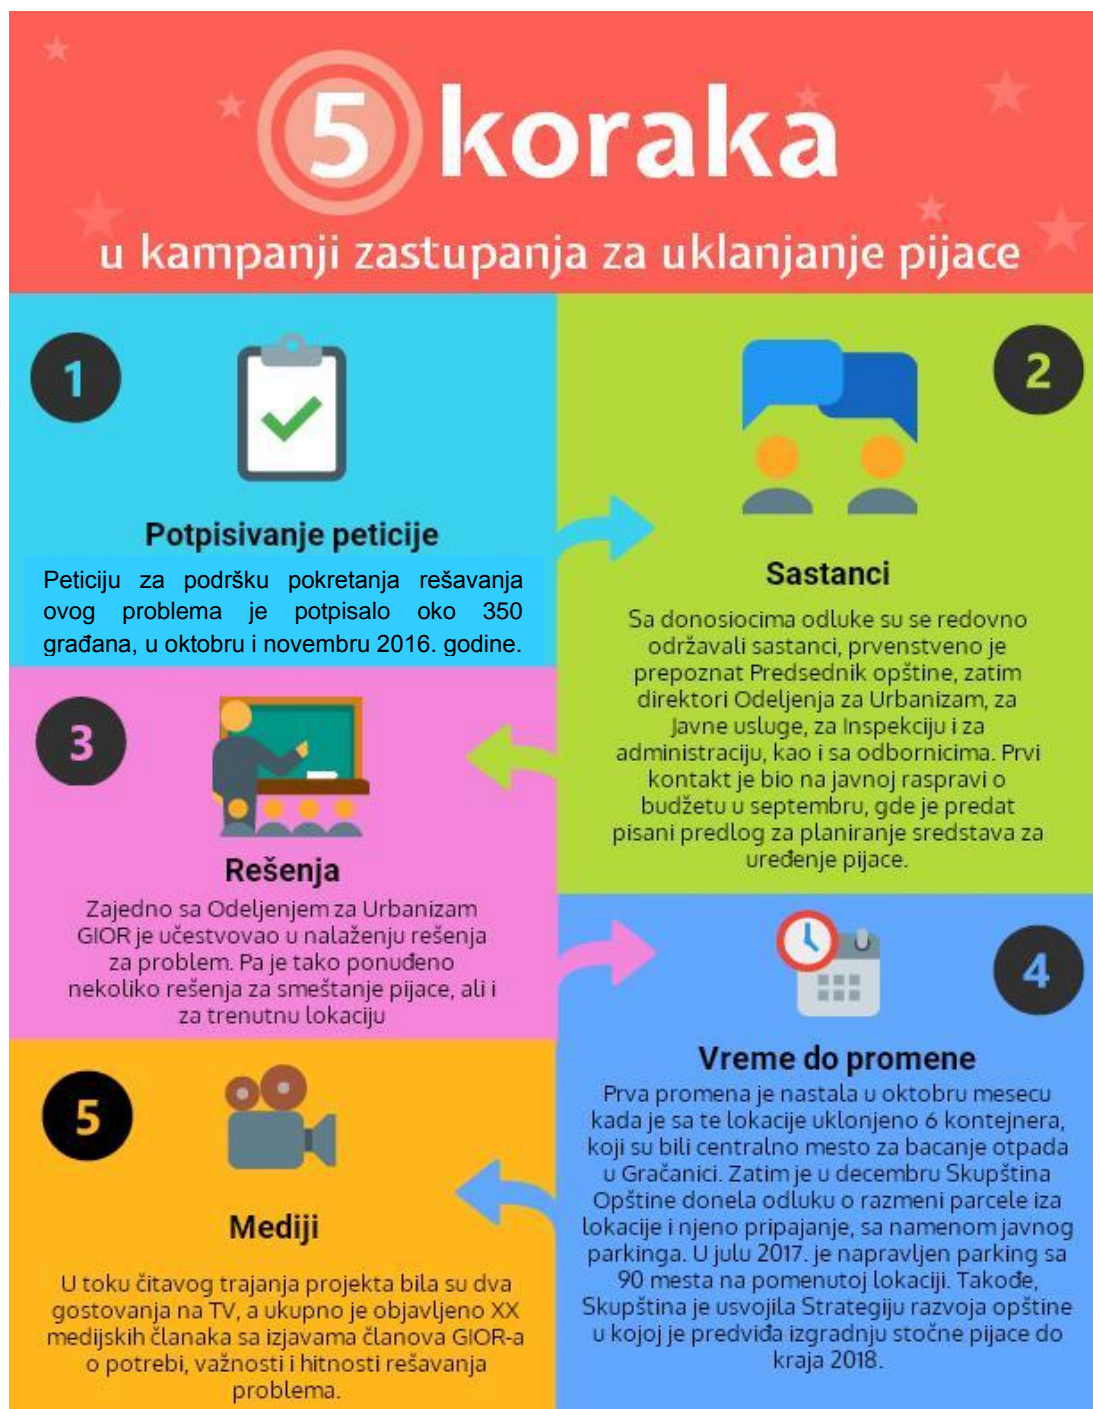 5 koraka
u kampanji zastupanja za uklanjanje pijace
1
Potpisivanje peticije
Peticiju za podršku pokretanja rešavanja
ovog problema je potpisalo oko 350
građana, u oktobru i novembru 2016. godine.
2
Sastanci
Sa donosiocima odluke su se redovno
održavali sastanci, prvenstveno je
prepoznat Predsednik opštine, zatim
direktori Odeljenja za Urbanizam, za
Javne usluge, za Inspekciju i za
administraciju, kao i sa odbornicima. Prvi
kontakt je bio na javnoj raspravi o
budžetu u septembru, gde je predat
pisani predlog za planiranje sredstava za
uređenje pijace.
3
Rešenja
Zajedno sa Odeljenjem za Urbanizam
GIOR je učestvovao u nalaženju rešenja
za problem. Pa je tako ponuđeno
nekoliko rešenja za smeštanje pijace, ali i
za trenutnu lokaciju
4
Vreme do promene
Prva promena je nastala u oktobru mesecu
kada je sa te lokacije uklonjeno 6 kontejnera,
koji su bili centralno mesto za bacanje otpada
u Gračanici. Zatim je u decembru Skupština
Opštine donela odluku o razmeni parcele iza
lokacije i njeno pripajanje, sa namenom javnog
parkinga. U julu 2017. je napravljen parking sa
90 mesta na pomenutoj lokaciji. Takođe,
Skupština je usvojila Strategiju razvoja opštine
u kojoj je predviđa izgradnju stočne pijace do
kraja 2018.
5
Mediji
U toku čitavog trajanja projekta bila su dva
gostovanja na TV, a ukupno je objavljeno XX
medijskih članaka sa izjavama članova GIOR-a
o potrebi, važnosti i hitnosti rešavanja
problema.